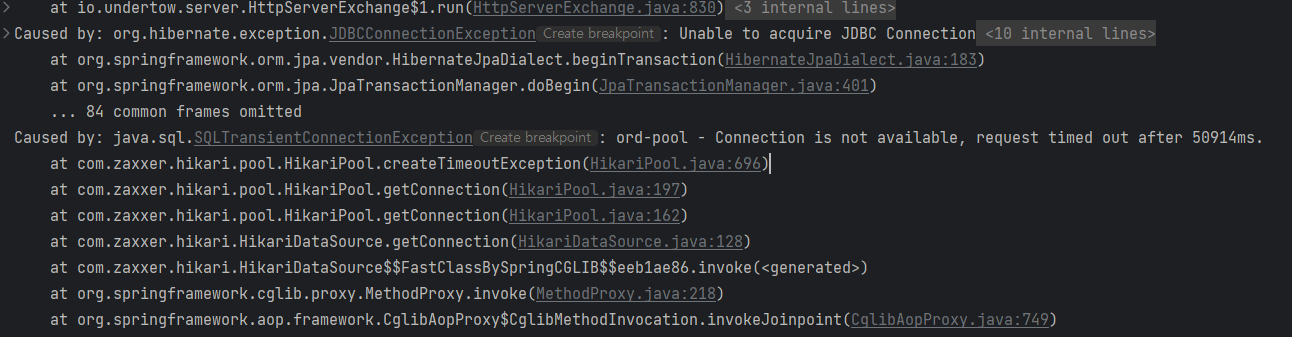 at io.undertow.server.HttpServerExchange$1.run(HttpServerExchange.java:830) <3 internal lines>
Caused by: org.hibernate.exception.JDBCConnectionException Create breakpoint : Unable to acquire JDBC Connection <10 internal lines>
at org.springframework.orm.jpa.vendor.HibernateJpaDialect.beginTransaction(HibernateJpaDialect.java:183)
at org.springframework.orm.jpa.JpaTransactionManager.doBegin(JpaTransactionManager.java:401)
... 84 common frames omitted
Caused by: java.sql.SQLTransientConnectionException Create breakpoint : ord-pool - Connection is not available, request timed out after 50914ms.
at com.zaxxer.hikari.pool.HikariPool.createTimeoutException(HikariPool.java:696)
at com.zaxxer.hikari.pool.HikariPool.getConnection(HikariPool.java:197)
at com.zaxxer.hikari.pool.HikariPool.getConnection(HikariPool.java:162)
at com.zaxxer.hikari.HikariDataSource.getConnection(HikariDataSource.java:128)
at com.zaxxer.hikari.HikariDataSource$$FastClassBySpringCGLIB$$eeb1ae86.invoke(<generated>)
at org.springframework.cglib.proxy.MethodProxy.invoke(MethodProxy.java:218)
at org.springframework.aop.framework.CglibAopProxy$CglibMethodInvocation.invokeJoinpoint(CglibAopProxy.java:749)